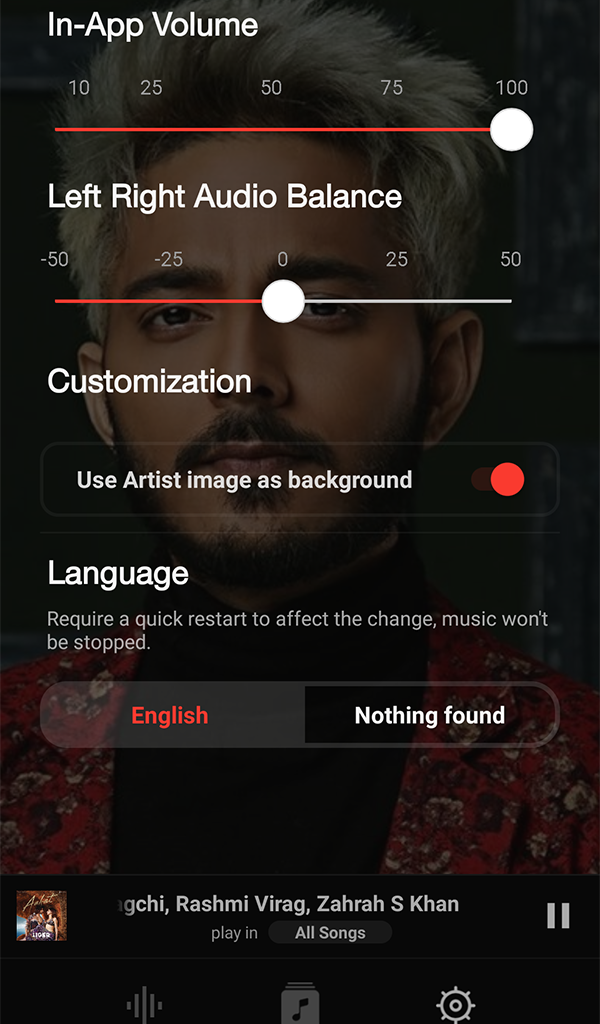 In-App Volume
10 25 50 75 100
Left Right Audio Balance
-50 -25 0 25 50
Customization
Use Artist image as background
Language
Require a quick restart to affect the change, music won't
be stopped.
English Nothing found
agchi, Rashmi Virag, Zahrah S Khan
play in All Songs